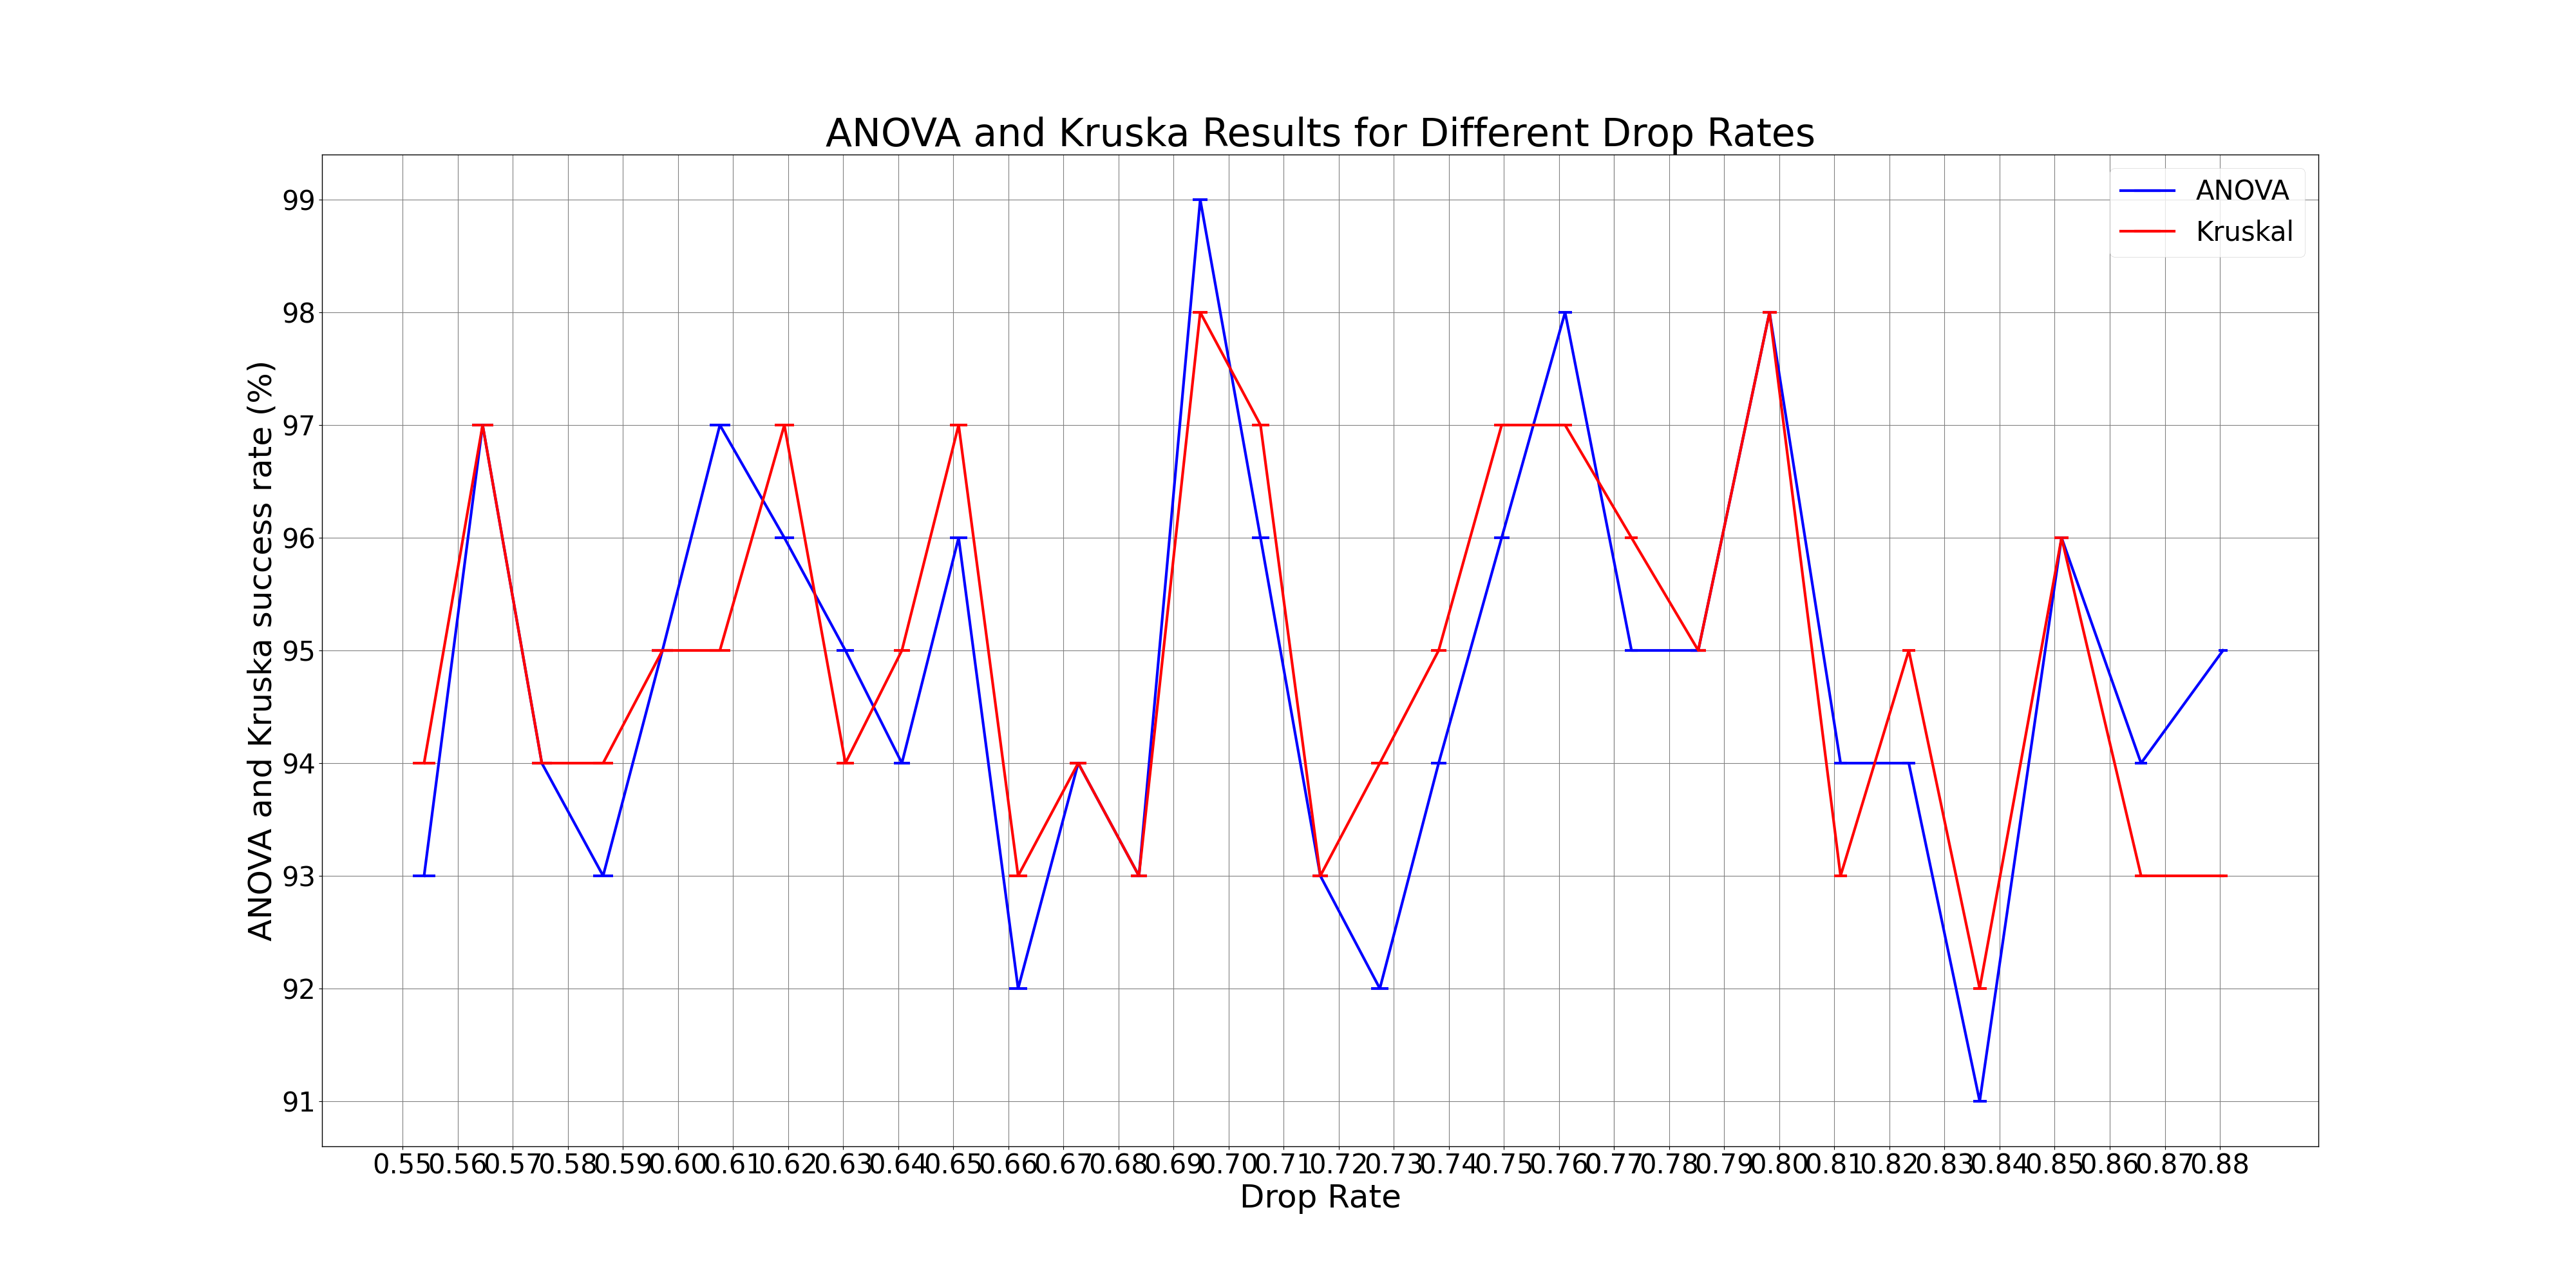 ANOVA and Kruska Results for Different Drop Rates
ANOVA
Kruskal
ANOVA and Kruska success rate (%)
99
98
97
96
95
94
93
92
91
0.55 0.56 0.57 0.58 0.59 0.60 0.61 0.62 0.63 0.64 0.65 0.66 0.67 0.68 0.69 0.70 0.71 0.72 0.73 0.74 0.75 0.76 0.77 0.78 0.79 0.80 0.81 0.82 0.83 0.84 0.85 0.86 0.87 0.88
Drop Rate